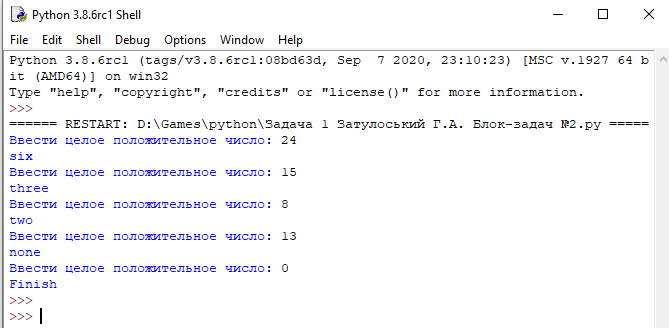 Python 3.8.6rc1 Shell
File Edit Shell Debug Options Window Help
Python 3.8.6rc1 (tags/v3.8.6rc1:08bd63d, Sep  7 2020, 23:10:23) [MSC v.1927 64 b
it (AMD64)] on win32
Type "help", "copyright", "credits" or "license()" for more information.
>>>
====== RESTART: D:\Games\python\Задача 1 Затулоський Г.А. Блок-задач №2.py =====
Ввести целое положительное число: 24
six
Ввести целое положительное число: 15
three
Ввести целое положительное число: 8
two
Ввести целое положительное число: 13
none
Ввести целое положительное число: 0
Finish
>>>
>>>